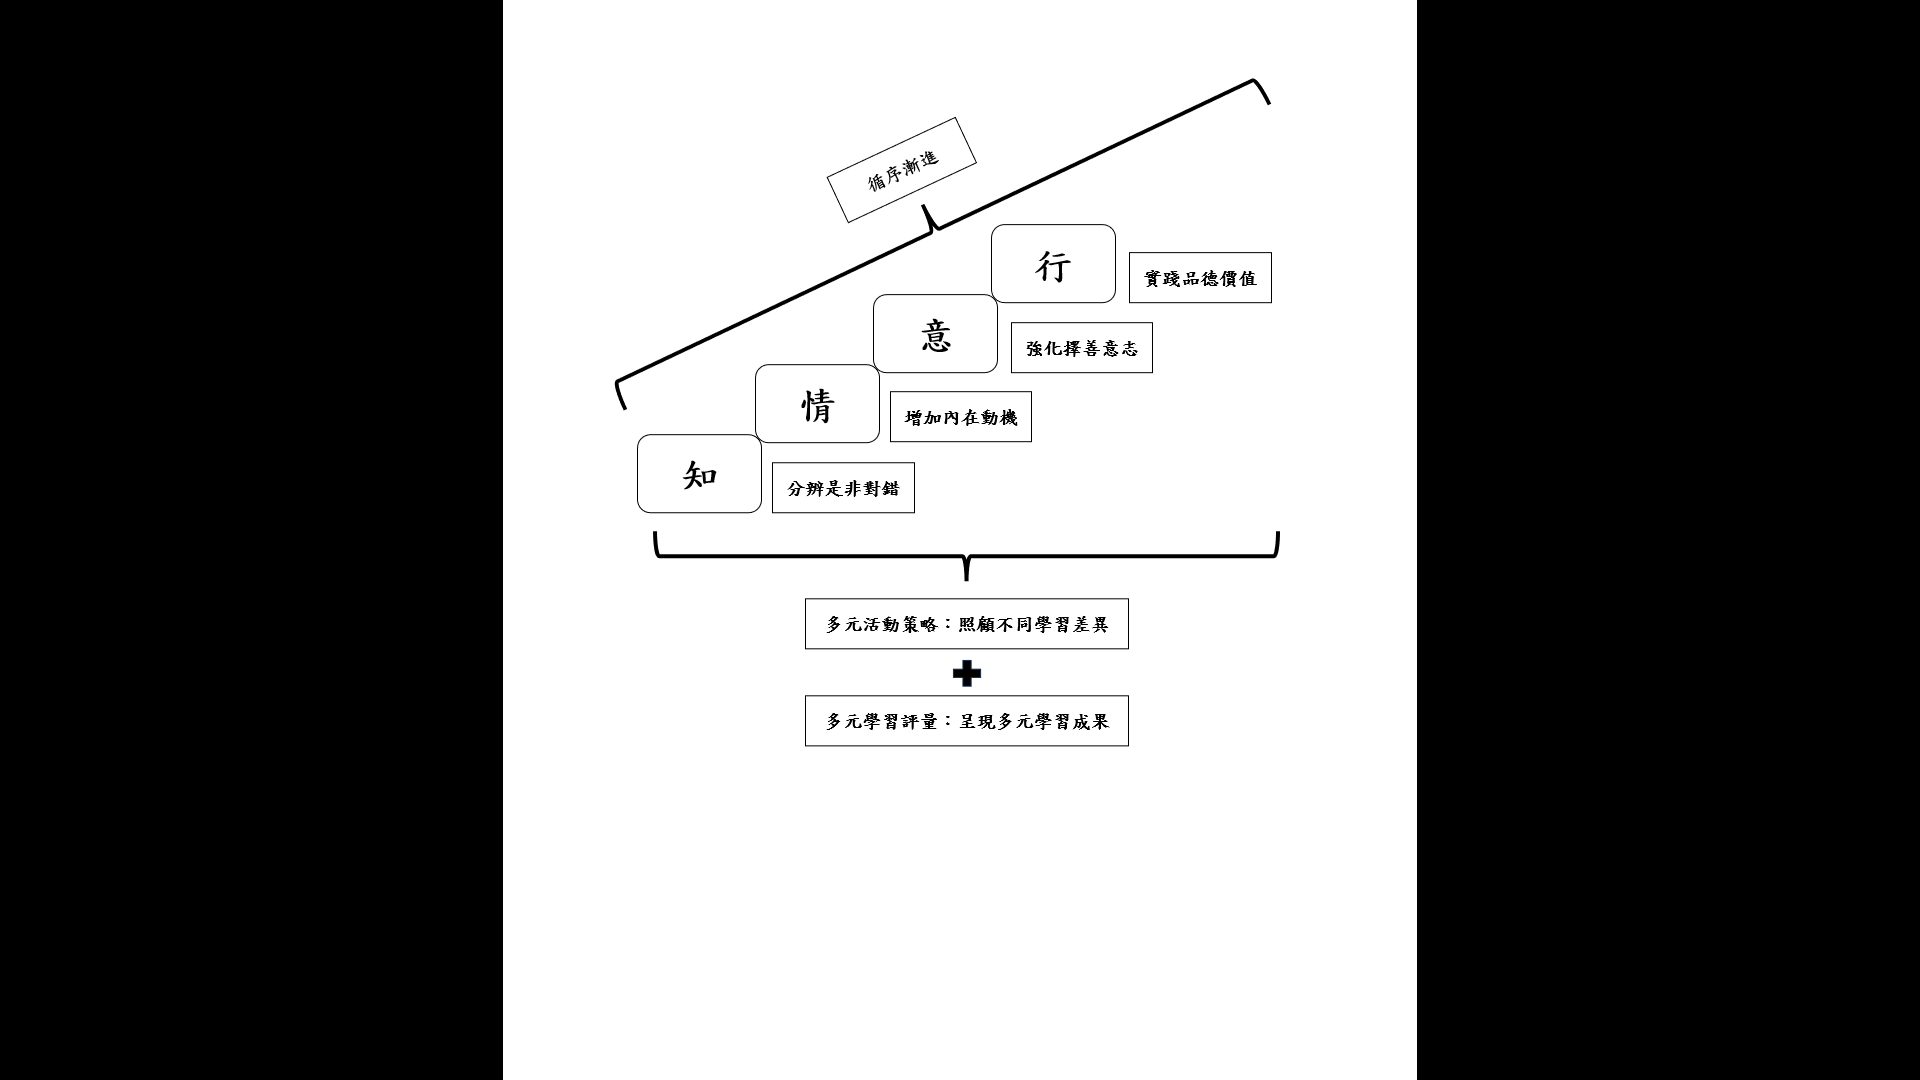 循序漸進
行
實踐品德價值
意
強化擇善意志
情
增加內在動機
知
分辨是非對錯
多元活動策略：照顧不同學習差異
多元學習評量：呈現多元學習成果